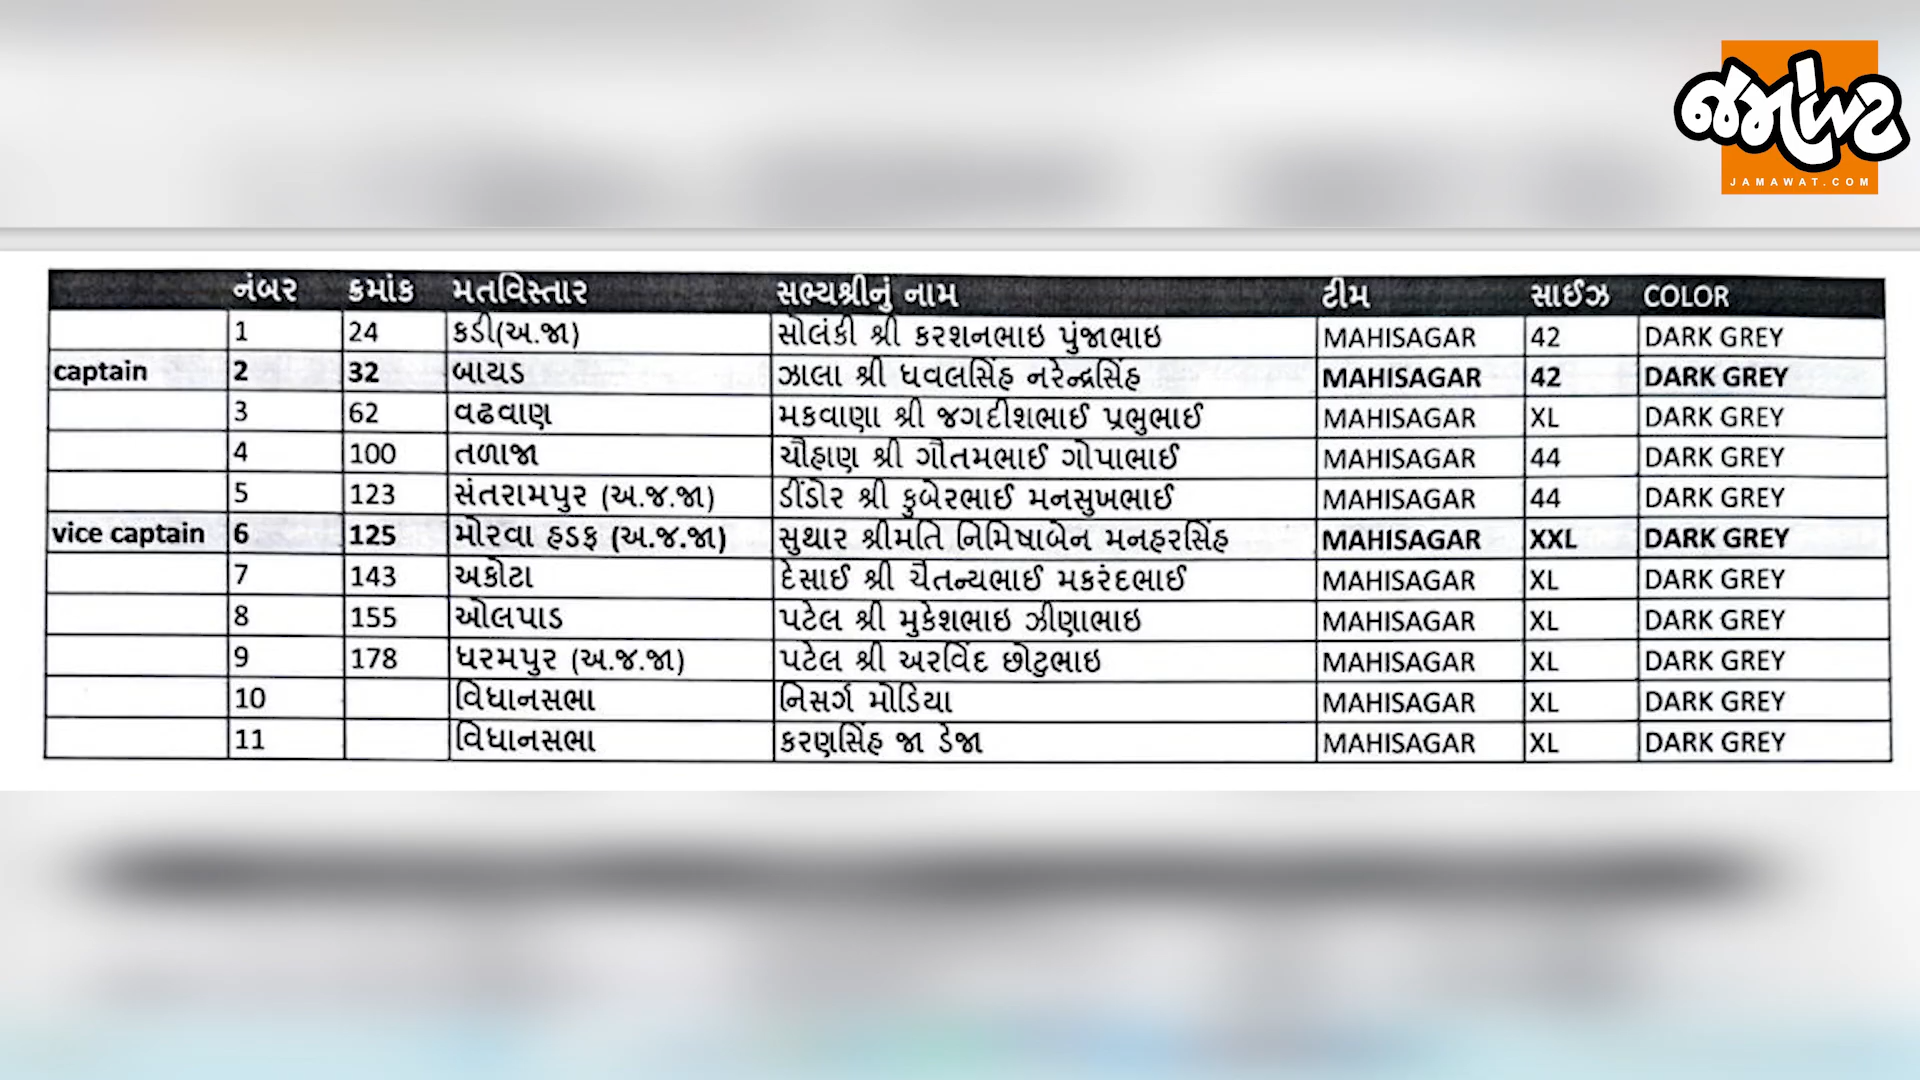 જમાવટ
JAMAWAT.COM
નંબર ક્રમાંક મતવિસ્તાર સભ્યશ્રીનું નામ ટીમ સાઈઝ COLOR
1 24 કડી(અ.જા) સોલંકી શ્રી કરશનભાઇ પુંજાભાઇ MAHISAGAR 42 DARK GREY
captain 2 32 બાયડ ઝાલા શ્રી ધવલસિંહ નરેન્દ્રસિંહ MAHISAGAR 42 DARK GREY
3 62 વઢવાણ મકવાણા શ્રી જગદીશભાઈ પ્રભુભાઈ MAHISAGAR XL DARK GREY
4 100 તળાજા ચૌહાણ શ્રી ગૌતમભાઈ ગોપાભાઈ MAHISAGAR 44 DARK GREY
5 123 સંતરામપુર (અ.જ.જા) ડીંડોર શ્રી કુબેરભાઈ મનસુખભાઈ MAHISAGAR 44 DARK GREY
vice captain 6 125 મોરવા હડફ (અ.જ.જા) સુથાર શ્રીમતિ નિમિષાબેન મનહરસિંહ MAHISAGAR XXL DARK GREY
7 143 અકોટા દેસાઈ શ્રી ચૈતન્યભાઈ મકરંદભાઈ MAHISAGAR XL DARK GREY
8 155 ઓલપાડ પટેલ શ્રી મુકેશભાઇ ઝીણાભાઇ MAHISAGAR XL DARK GREY
9 178 ધરમપુર (અ.જ.જા) પટેલ શ્રી અરવિંદ છોટુભાઇ MAHISAGAR XL DARK GREY
10 વિધાનસભા નિસર્ગ મોડિયા MAHISAGAR XL DARK GREY
11 વિધાનસભા કરણસિંહ જા ડેજા MAHISAGAR XL DARK GREY